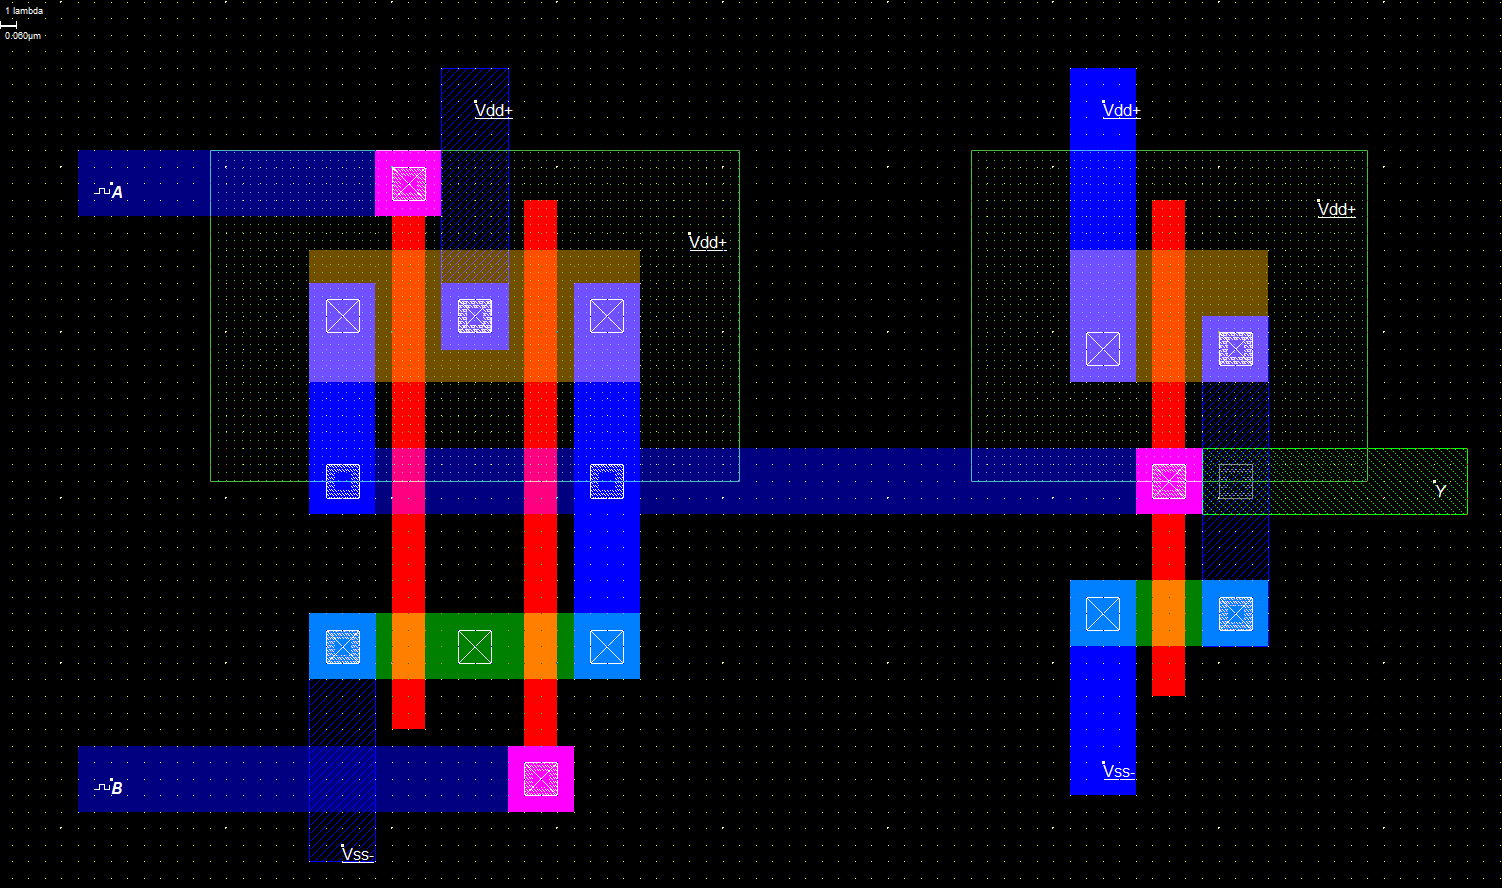 1 lambda
0.060µm
Vdd+
Vdd+
A
Vdd+
Vdd+
Y
Vss-
B
Vss-